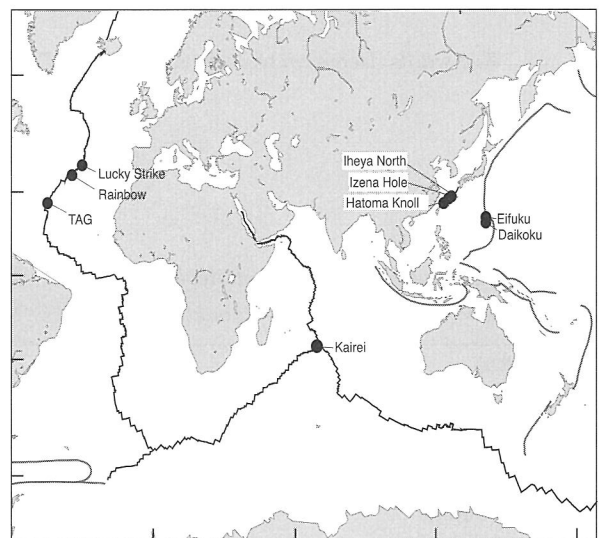 Lucky Strike
Rainbow
TAG
Iheya North
Izena Hole
Hatoma Knoll
Eifuku
Daikoku
Kairei